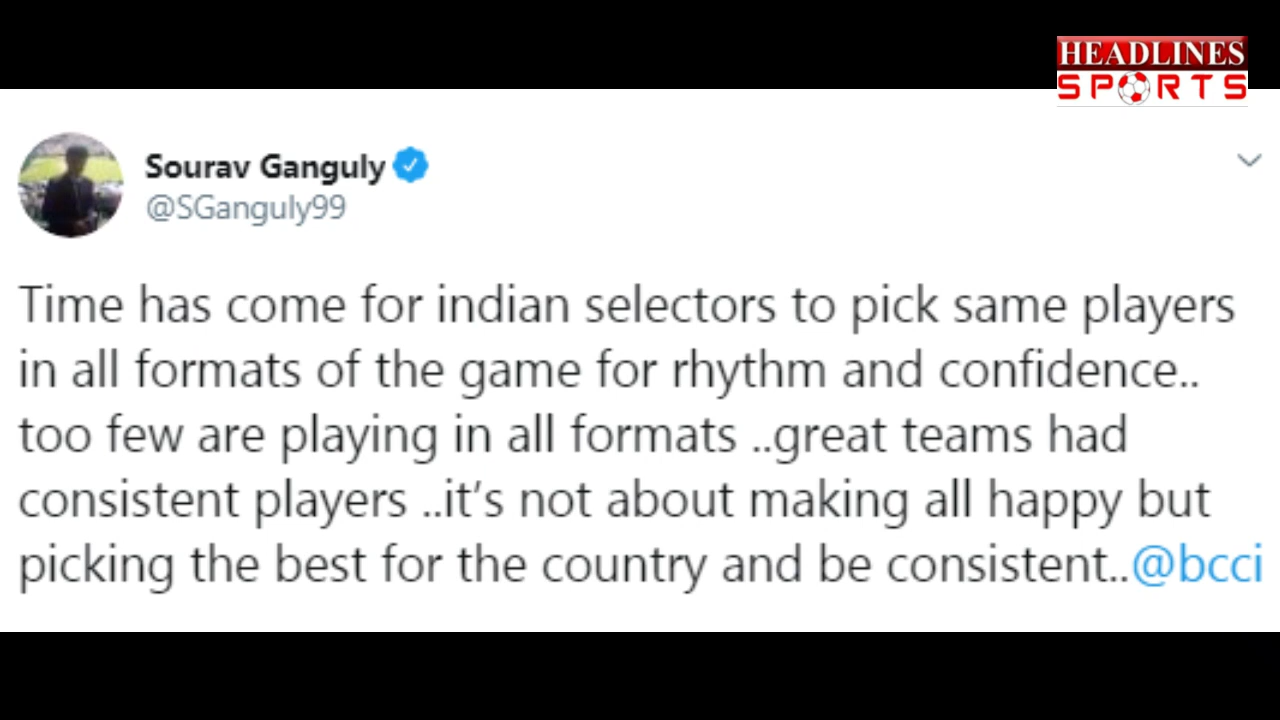 HEADLINES
SPORTS
Sourav Ganguly
@SGanguly99
Time has come for indian selectors to pick same players
in all formats of the game for rhythm and confidence..
too few are playing in all formats ..great teams had
consistent players ..it’s not about making all happy but
picking the best for the country and be consistent..@bcci